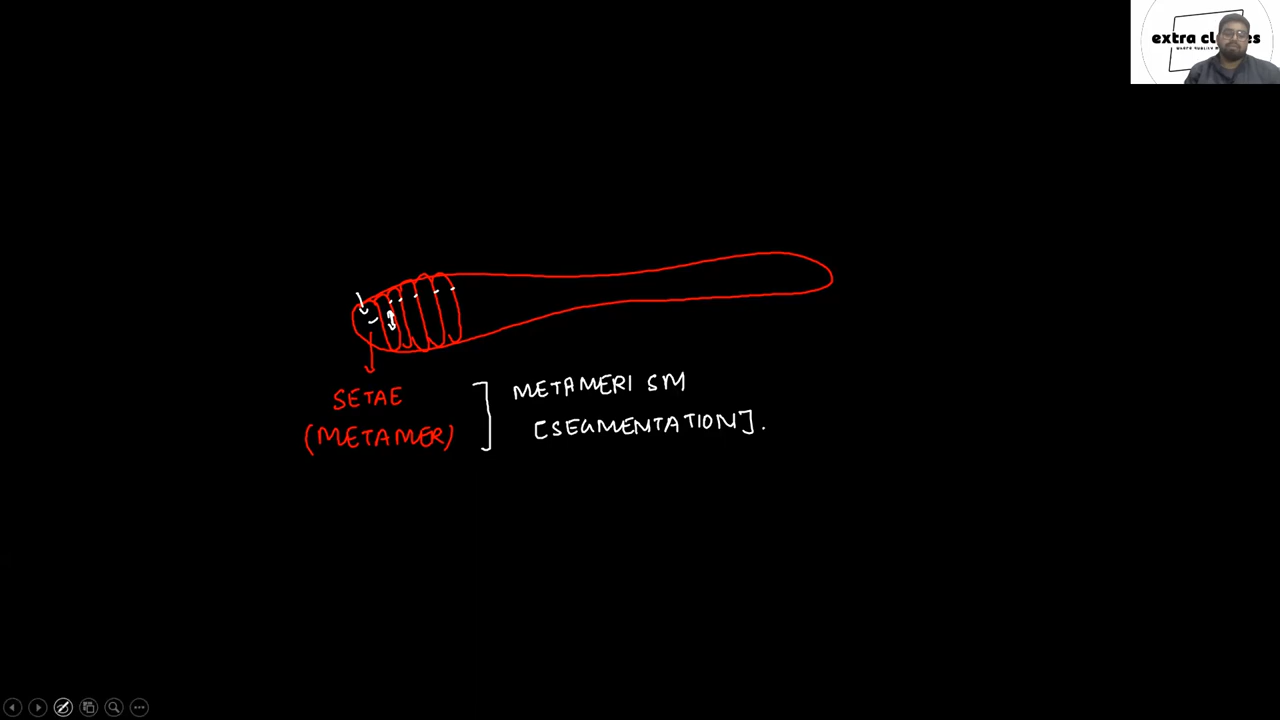 extra cl es
SETAE
(METAMER)
METAMERISM
[SEGMENTATION].